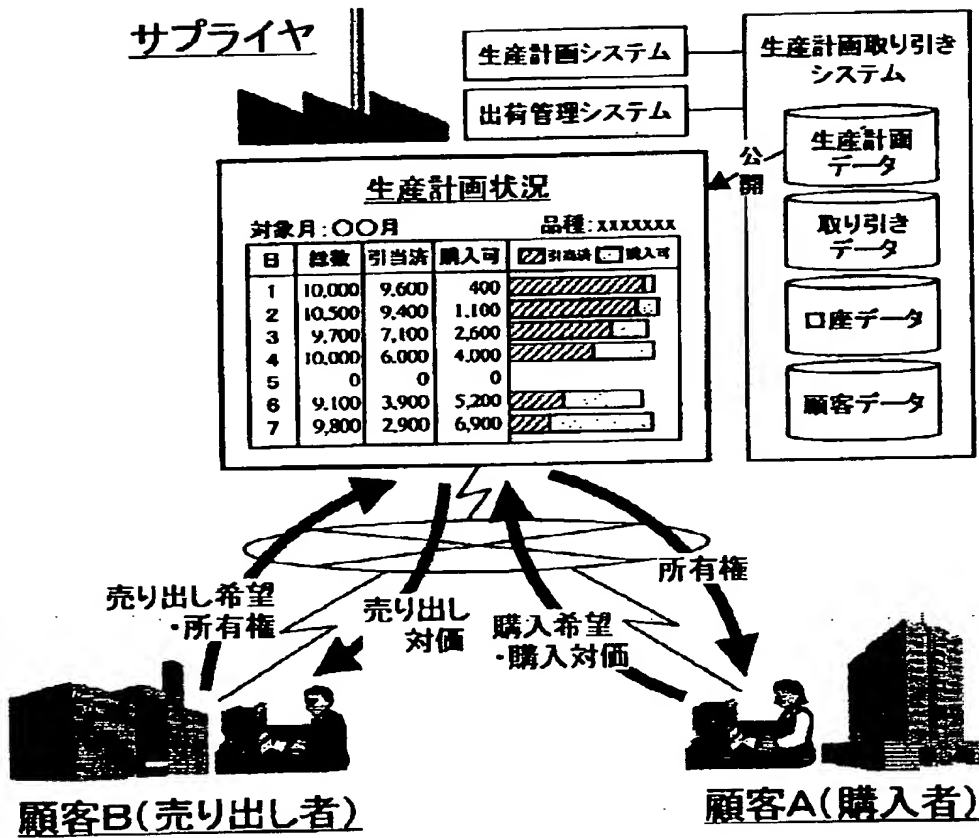 サプライヤ
生産計画システム
出荷管理システム
生産計画取り引き
システム
生産計画
データ
取り引き
データ
口座データ
顧客データ
公開
生産計画状況
対象月:〇〇月 品種:xxxxxxx
日 総数 引当済 購入可 引当済 購入可
1 10,000 9,600 400
2 10,500 9,400 1,100
3 9,700 7,100 2,600
4 10,000 6,000 4,000
5 0 0 0
6 9,100 3,900 5,200
7 9,800 2,900 6,900
売り出し希望
・所有権
売り出し
対価
購入希望
・購入対価
所有権
顧客B(売り出し者)
顧客A(購入者)